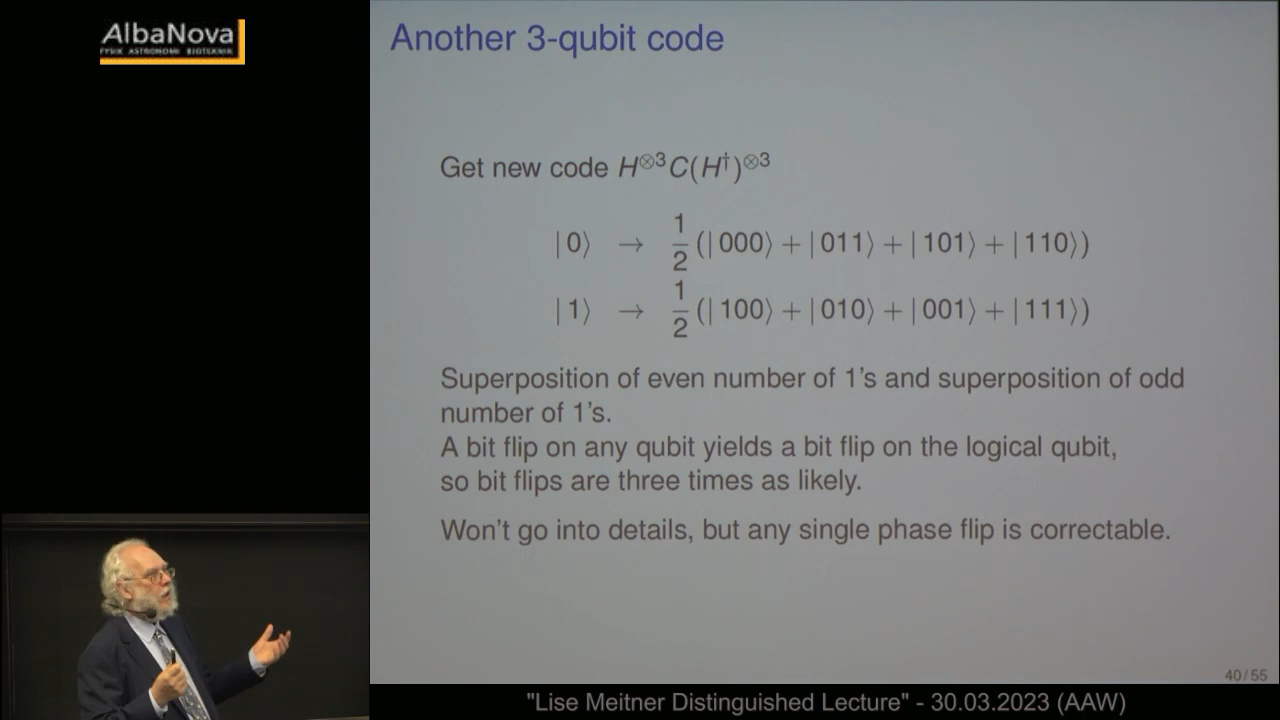 AlbaNova
FYSIK ASTRONOMI BIOTEKNIK
Another 3-qubit code
Get new code H^{⊗3}C(H^†)^{⊗3}
|0⟩ → 1/2 (|000⟩ + |011⟩ + |101⟩ + |110⟩)
|1⟩ → 1/2 (|100⟩ + |010⟩ + |001⟩ + |111⟩)
Superposition of even number of 1's and superposition of odd
number of 1's.
A bit flip on any qubit yields a bit flip on the logical qubit,
so bit flips are three times as likely.
Won't go into details, but any single phase flip is correctable.
40/55
"Lise Meitner Distinguished Lecture" - 30.03.2023 (AAW)